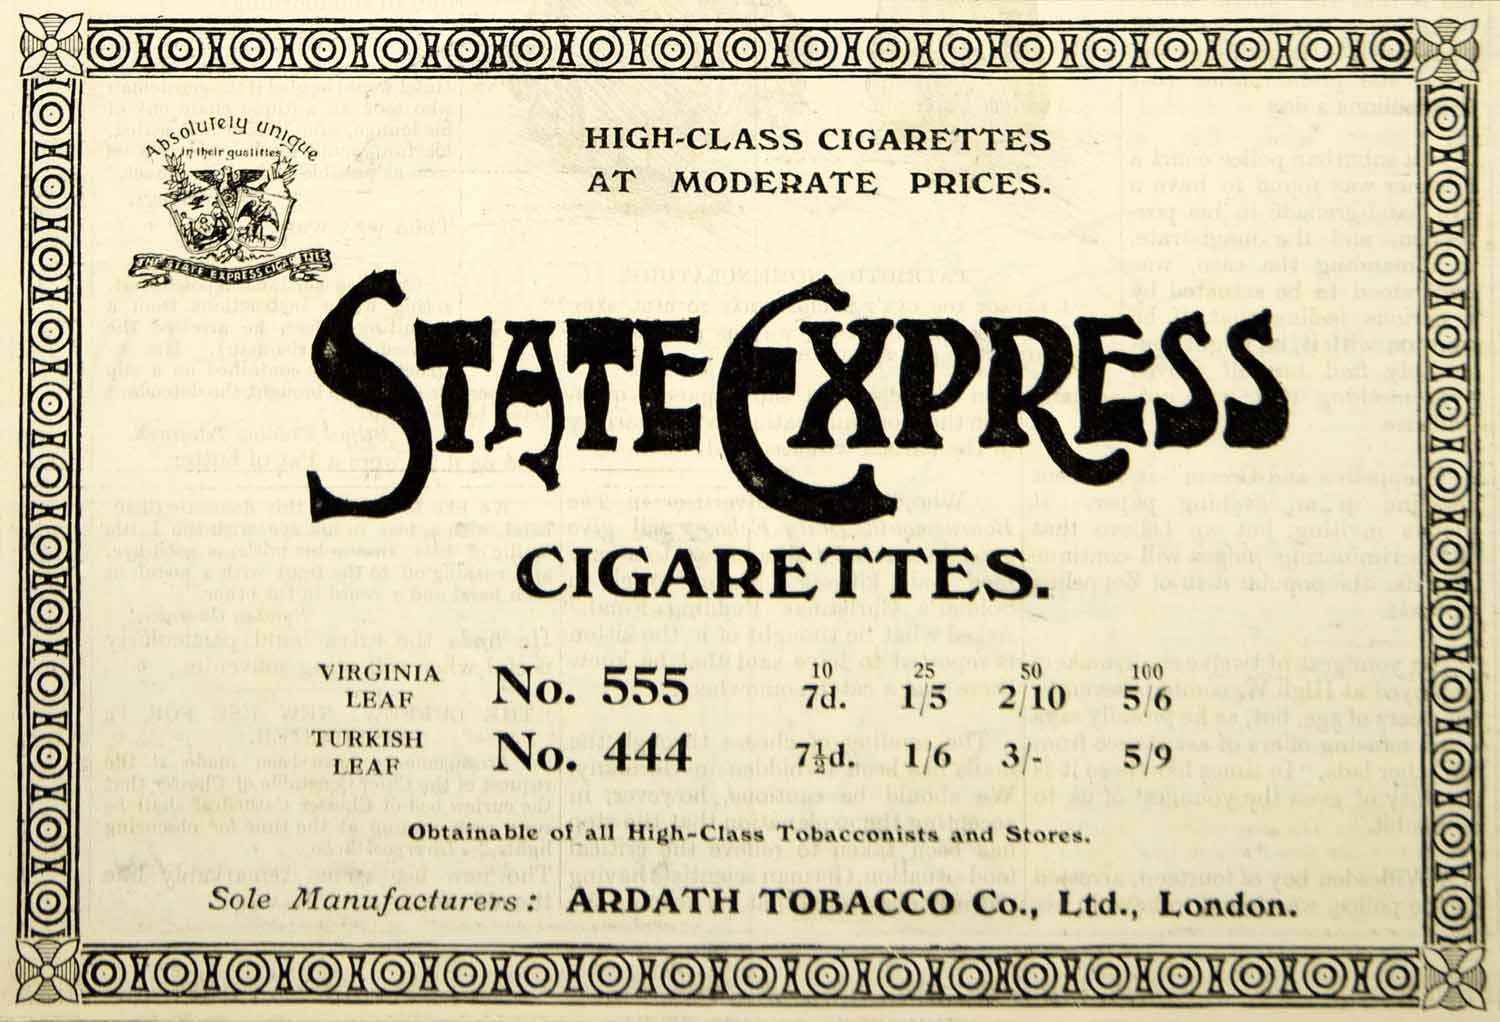 Absolutely unique
in their qualities
THE STATE EXPRESS CIGARETTES
HIGH-CLASS CIGARETTES
AT MODERATE PRICES.
STATE EXPRESS
CIGARETTES.
10 25 50 100
VIRGINIA LEAF No. 555 7d. 1/5 2/10 5/6
TURKISH LEAF No. 444 7½d. 1/6 3/- 5/9
Obtainable of all High-Class Tobacconists and Stores.
Sole Manufacturers: ARDATH TOBACCO Co., Ltd., London.